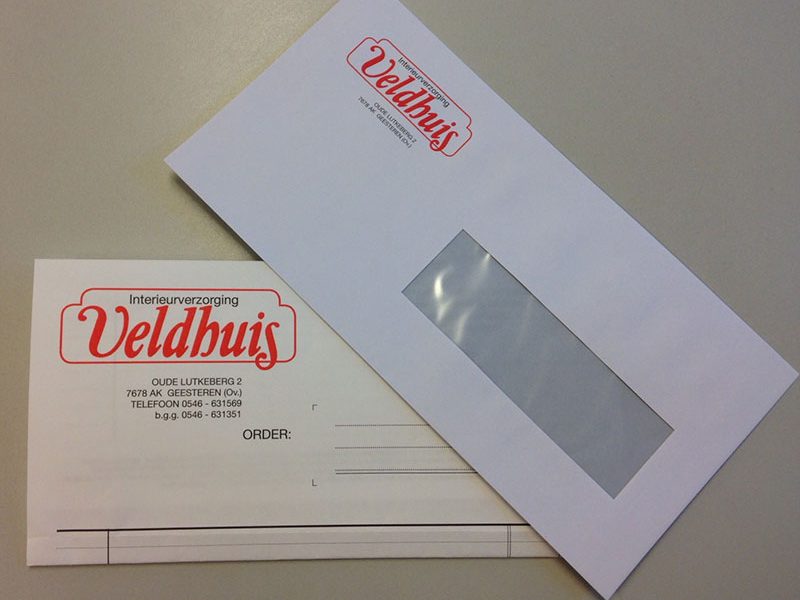 Interieurverzorging
Veldhuis
OUDE LUTKEBERG 2
7678 AK GEESTEREN (Ov.)
Interieurverzorging
Veldhuis
OUDE LUTKEBERG 2
7678 AK GEESTEREN (Ov.)
TELEFOON 0546 - 631569
b.g.g. 0546 - 631351
ORDER: